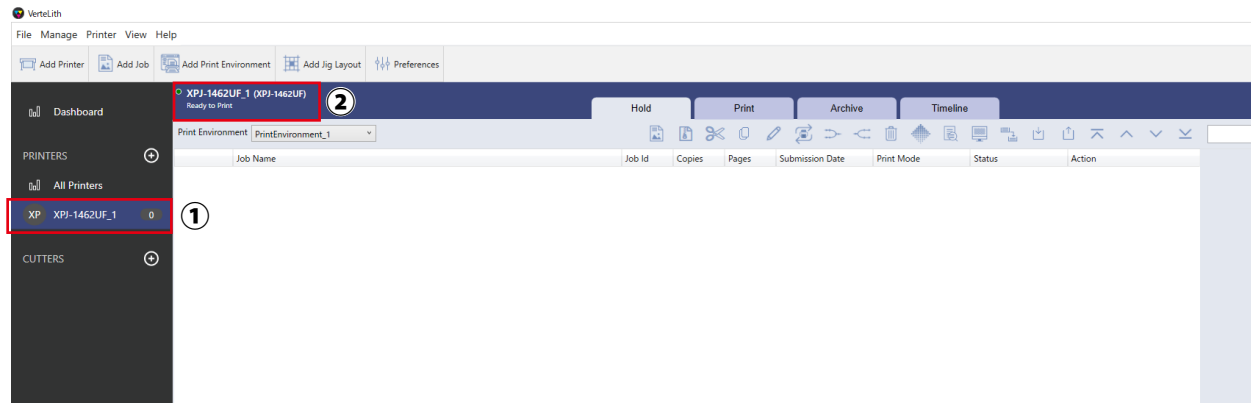 VerteLith
File Manage Printer View Help
Add Printer Add Job Add Print Environment Add Jig Layout Preferences
Dashboard
XPJ-1462UF_1 (XPJ-1462UF)
Ready to Print
②
Hold Print Archive Timeline
Print Environment PrintEnvironment_1
PRINTERS
Job Name Job Id Copies Pages Submission Date Print Mode Status Action
All Printers
XP XPJ-1462UF_1 0
①
CUTTERS